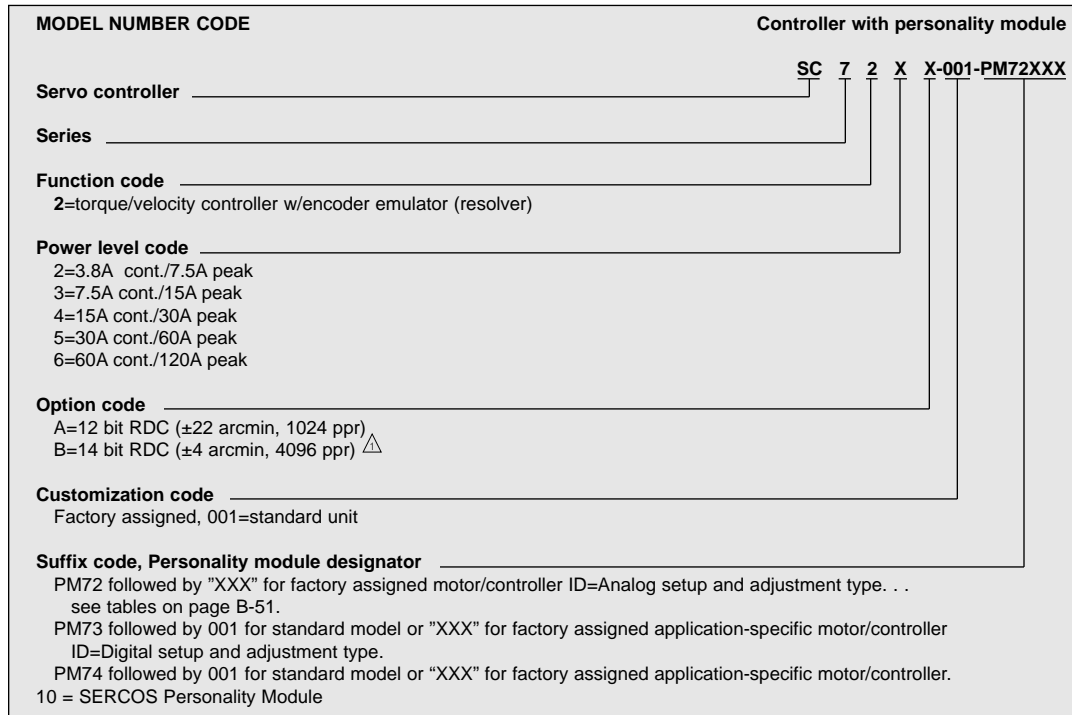 MODEL NUMBER CODE Controller with personality module
SC 7 2 X X-001-PM72XXX
Servo controller
Series
Function code
2=torque/velocity controller w/encoder emulator (resolver)
Power level code
2=3.8A cont./7.5A peak
3=7.5A cont./15A peak
4=15A cont./30A peak
5=30A cont./60A peak
6=60A cont./120A peak
Option code
A=12 bit RDC (±22 arcmin, 1024 ppr)
B=14 bit RDC (±4 arcmin, 4096 ppr) 1
Customization code
Factory assigned, 001=standard unit
Suffix code, Personality module designator
PM72 followed by ”XXX” for factory assigned motor/controller ID=Analog setup and adjustment type. . .
see tables on page B-51.
PM73 followed by 001 for standard model or ”XXX” for factory assigned application-specific motor/controller
ID=Digital setup and adjustment type.
PM74 followed by 001 for standard model or “XXX” for factory assigned application-specific motor/controller.
10 = SERCOS Personality Module